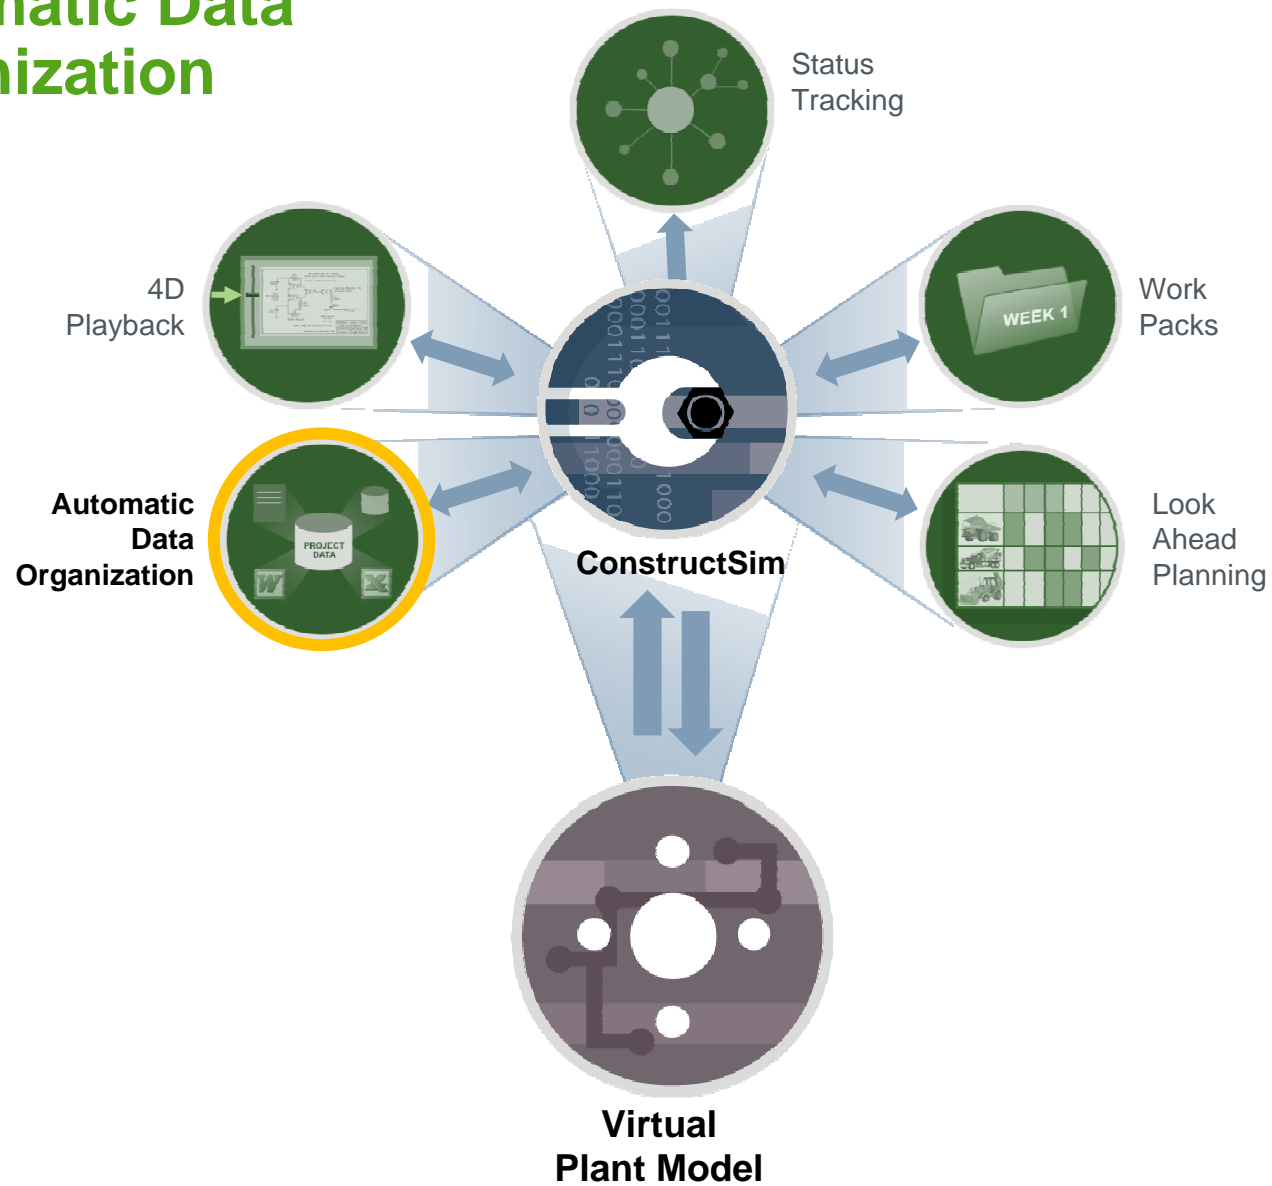 matic Data
nization
Status
Tracking
4D
Playback
WEEK 1
Work
Packs
Automatic
Data
Organization
PROJECT
DATA
W
X
ConstructSim
Look
Ahead
Planning
Virtual
Plant Model